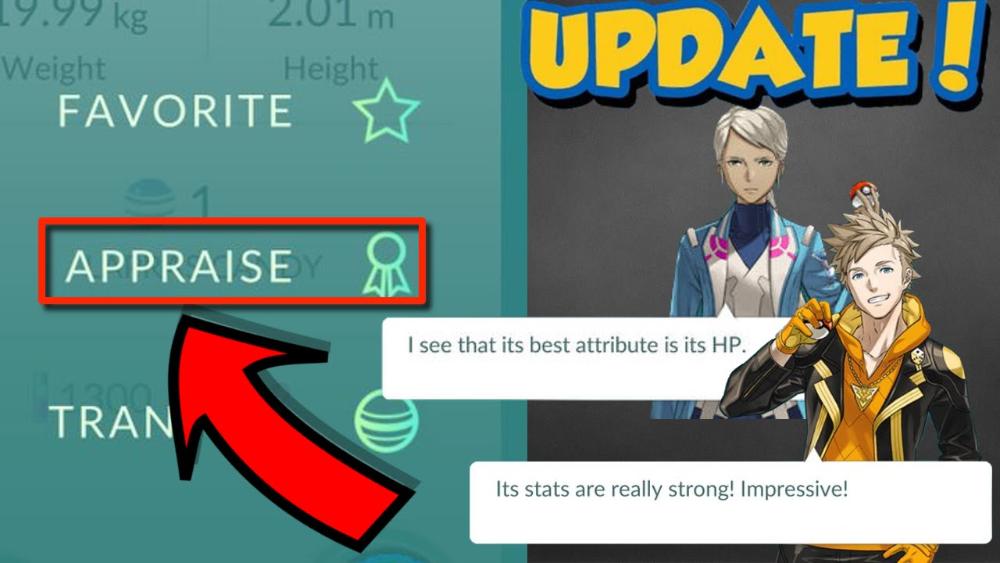 19.99 kg
2.01 m
Weight
Height
FAVORITE
1
APPRAISE
1300
TRAN
UPDATE!
I see that its best attribute is its HP.
Its stats are really strong! Impressive!